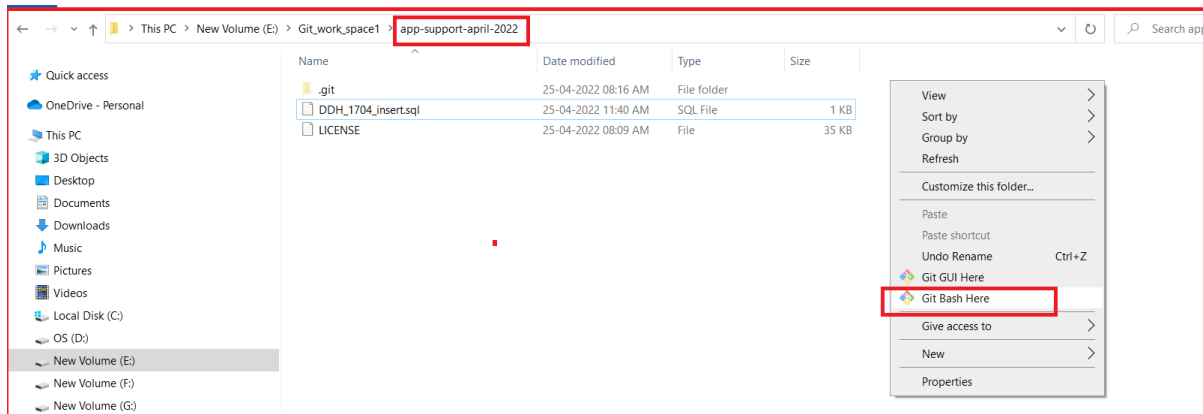 This PC > New Volume (E:) > Git_work_space1 > app-support-april-2022
Search app
Name Date modified Type Size
.git 25-04-2022 08:16 AM File folder
DDH_1704_insert.sql 25-04-2022 11:40 AM SQL File 1 KB
LICENSE 25-04-2022 08:09 AM File 35 KB
Quick access
OneDrive - Personal
This PC
3D Objects
Desktop
Documents
Downloads
Music
Pictures
Videos
Local Disk (C:)
OS (D:)
New Volume (E:)
New Volume (F:)
New Volume (G:)
View
Sort by
Group by
Refresh
Customize this folder...
Paste
Paste shortcut
Undo Rename Ctrl+Z
Git GUI Here
Git Bash Here
Give access to
New
Properties